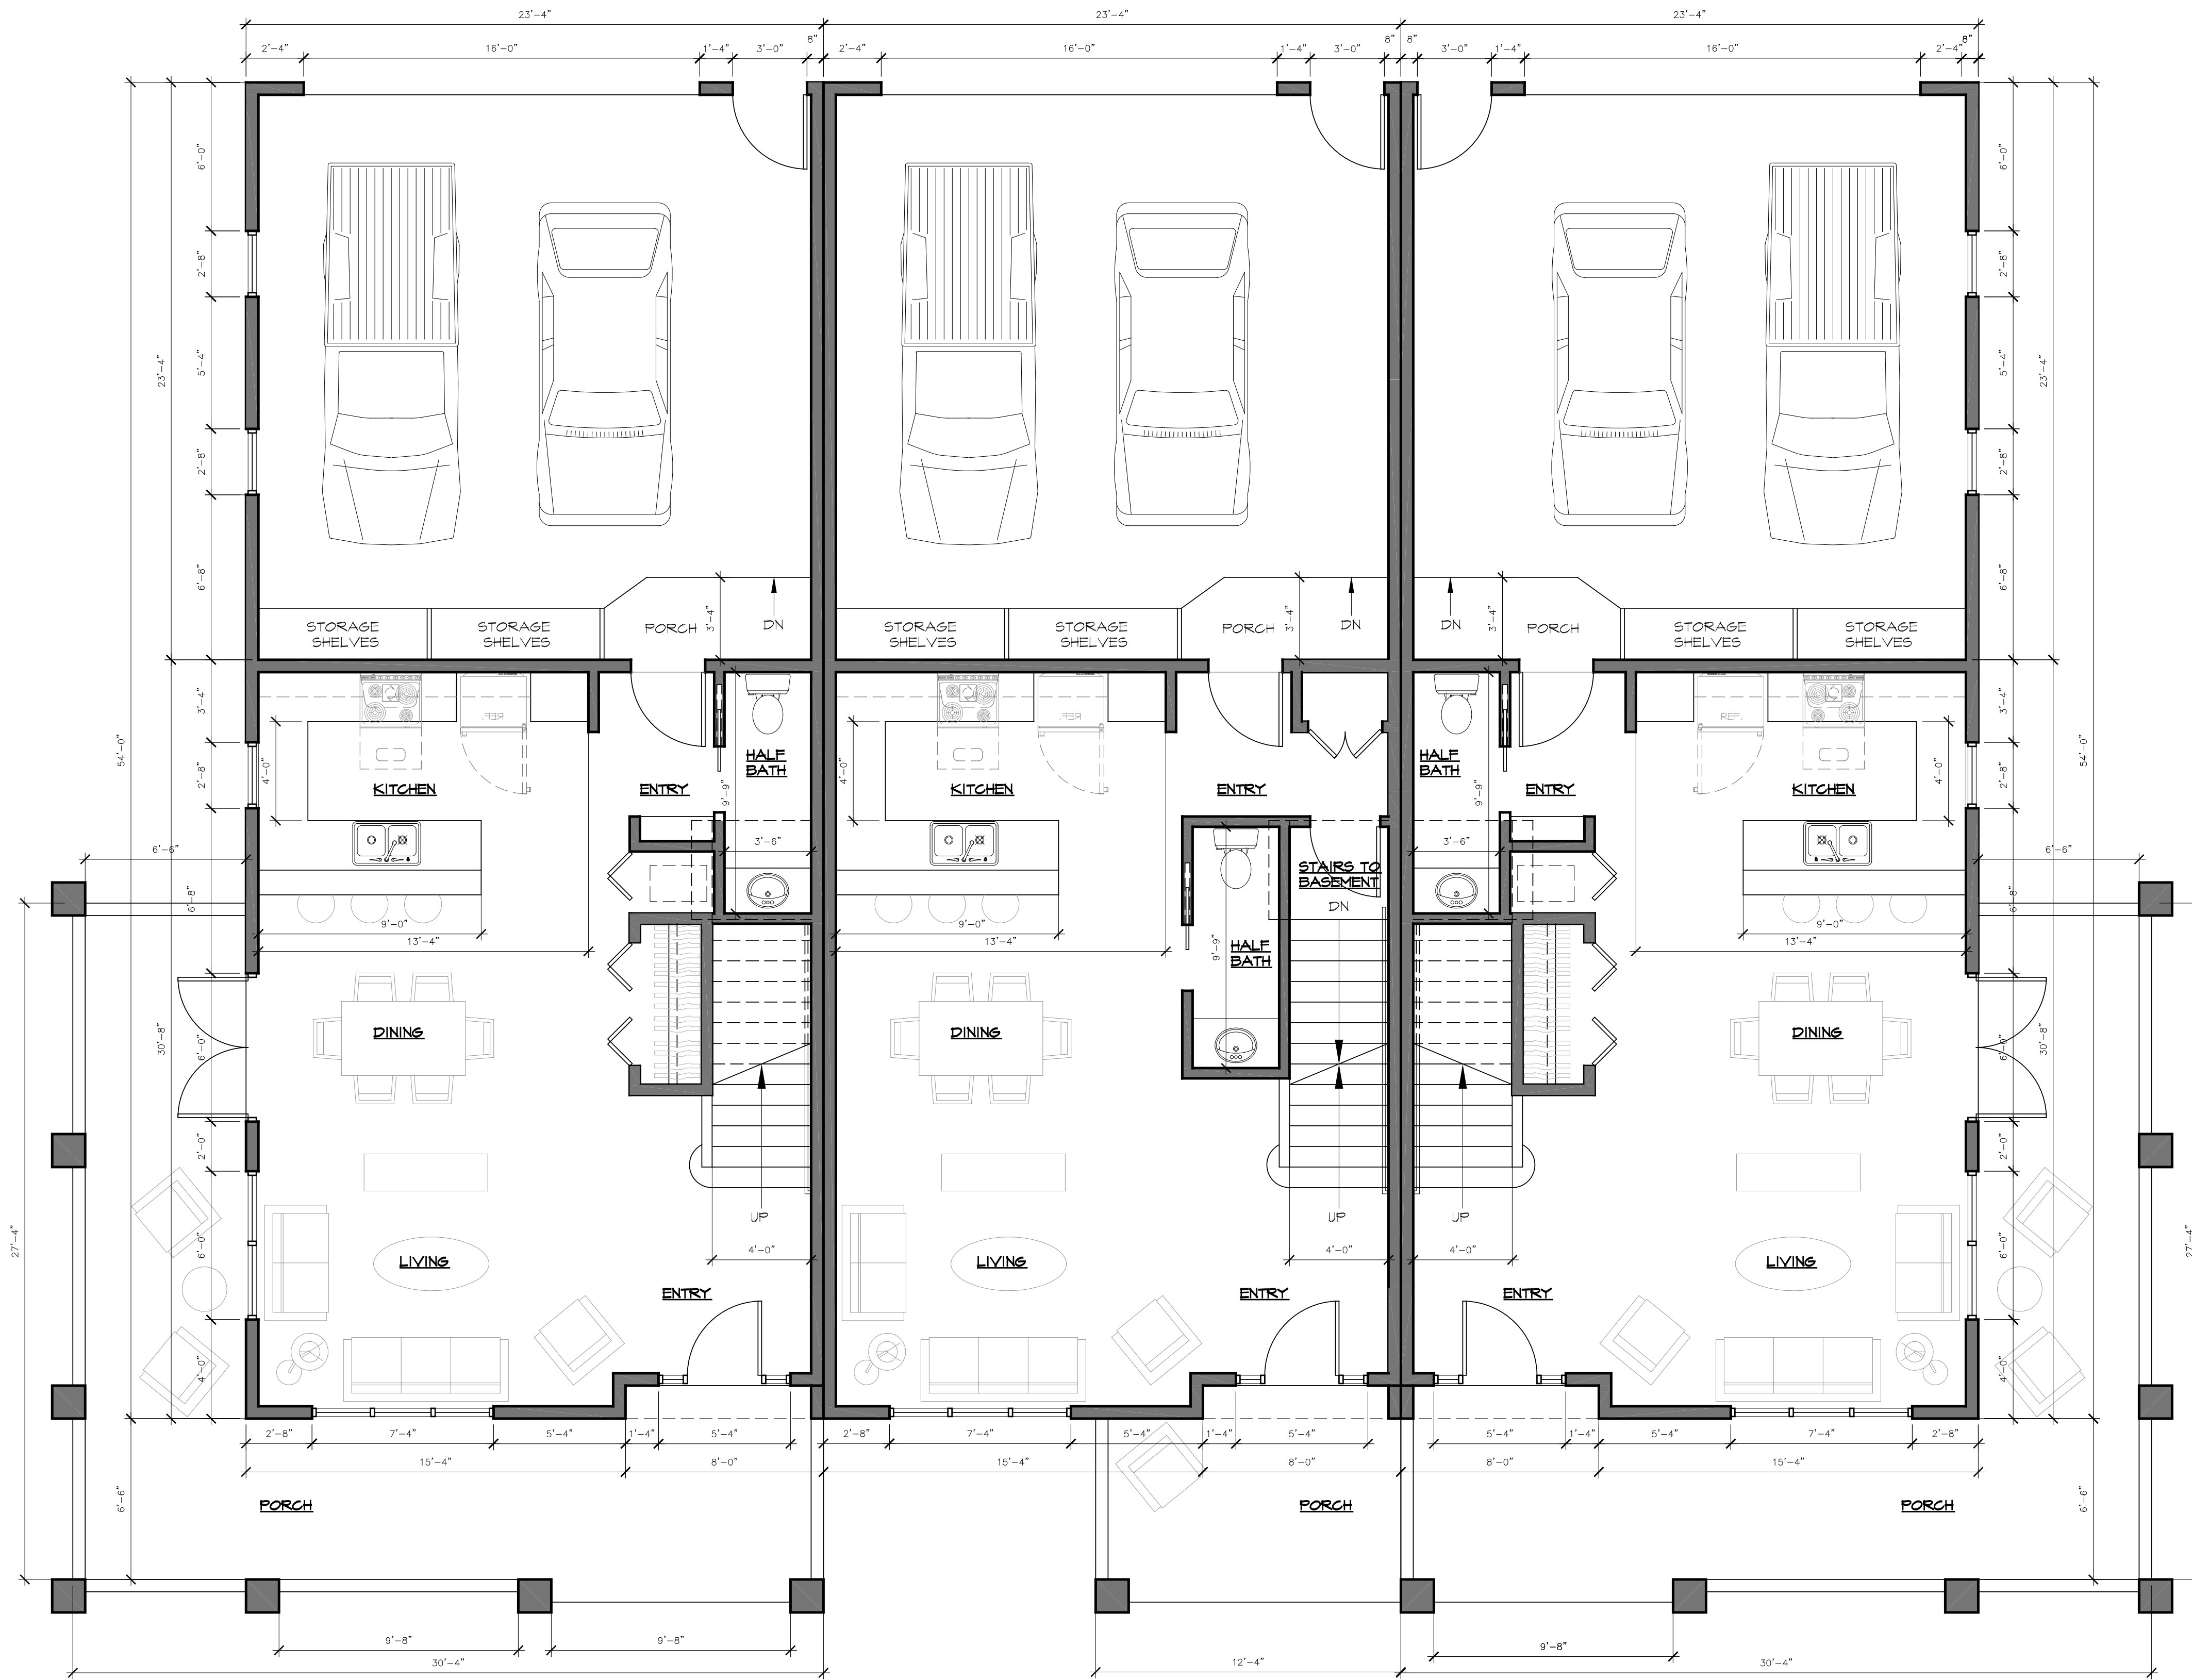 23'-4" 23'-4" 23'-4"
2'-4" 16'-0" 1'-4" 3'-0" 8" 2'-4" 16'-0" 1'-4" 3'-0" 8" 8" 3'-0" 1'-4" 16'-0" 2'-4" 8"
6'-0" 6'-0"
2'-8" 2'-8"
23'-4" 5'-4" 5'-4" 23'-4"
2'-8" 2'-8"
6'-8" 6'-8"
STORAGE STORAGE PORCH 3'-4" DN STORAGE STORAGE PORCH 3'-4" DN DN 3'-4" PORCH STORAGE STORAGE
SHELVES SHELVES SHELVES SHELVES SHELVES SHELVES
3'-4" REF. REF. REF. 3'-4"
54'-0" HALF HALF 54'-0"
BATH BATH
2'-8" 4'-0" 4'-0" 4'-0" 2'-8"
KITCHEN ENTRY 9'-9" KITCHEN ENTRY 9'-9" ENTRY KITCHEN
6'-6" 3'-6" 3'-6" 6'-6"
STAIRS TO
BASEMENT
6'-8" DN 6'-8"
9'-0" 9'-0" 9'-0"
13'-4" 13'-4" 9'-9" HALF 13'-4"
BATH
30'-8" 6'-0" DINING DINING DINING 6'-0" 30'-8"
2'-0" 2'-0"
UP UP UP
27'-4" 6'-0" 4'-0" 4'-0" 4'-0" 6'-0" 27'-4"
LIVING LIVING LIVING
ENTRY ENTRY ENTRY
4'-0" 4'-0"
2'-8" 7'-4" 5'-4" 1'-4" 5'-4" 2'-8" 7'-4" 5'-4" 1'-4" 5'-4" 5'-4" 1'-4" 5'-4" 7'-4" 2'-8"
15'-4" 8'-0" 15'-4" 8'-0" 8'-0" 15'-4"
6'-6" PORCH PORCH PORCH 6'-6"
9'-8" 9'-8" 9'-8"
30'-4" 12'-4" 30'-4"